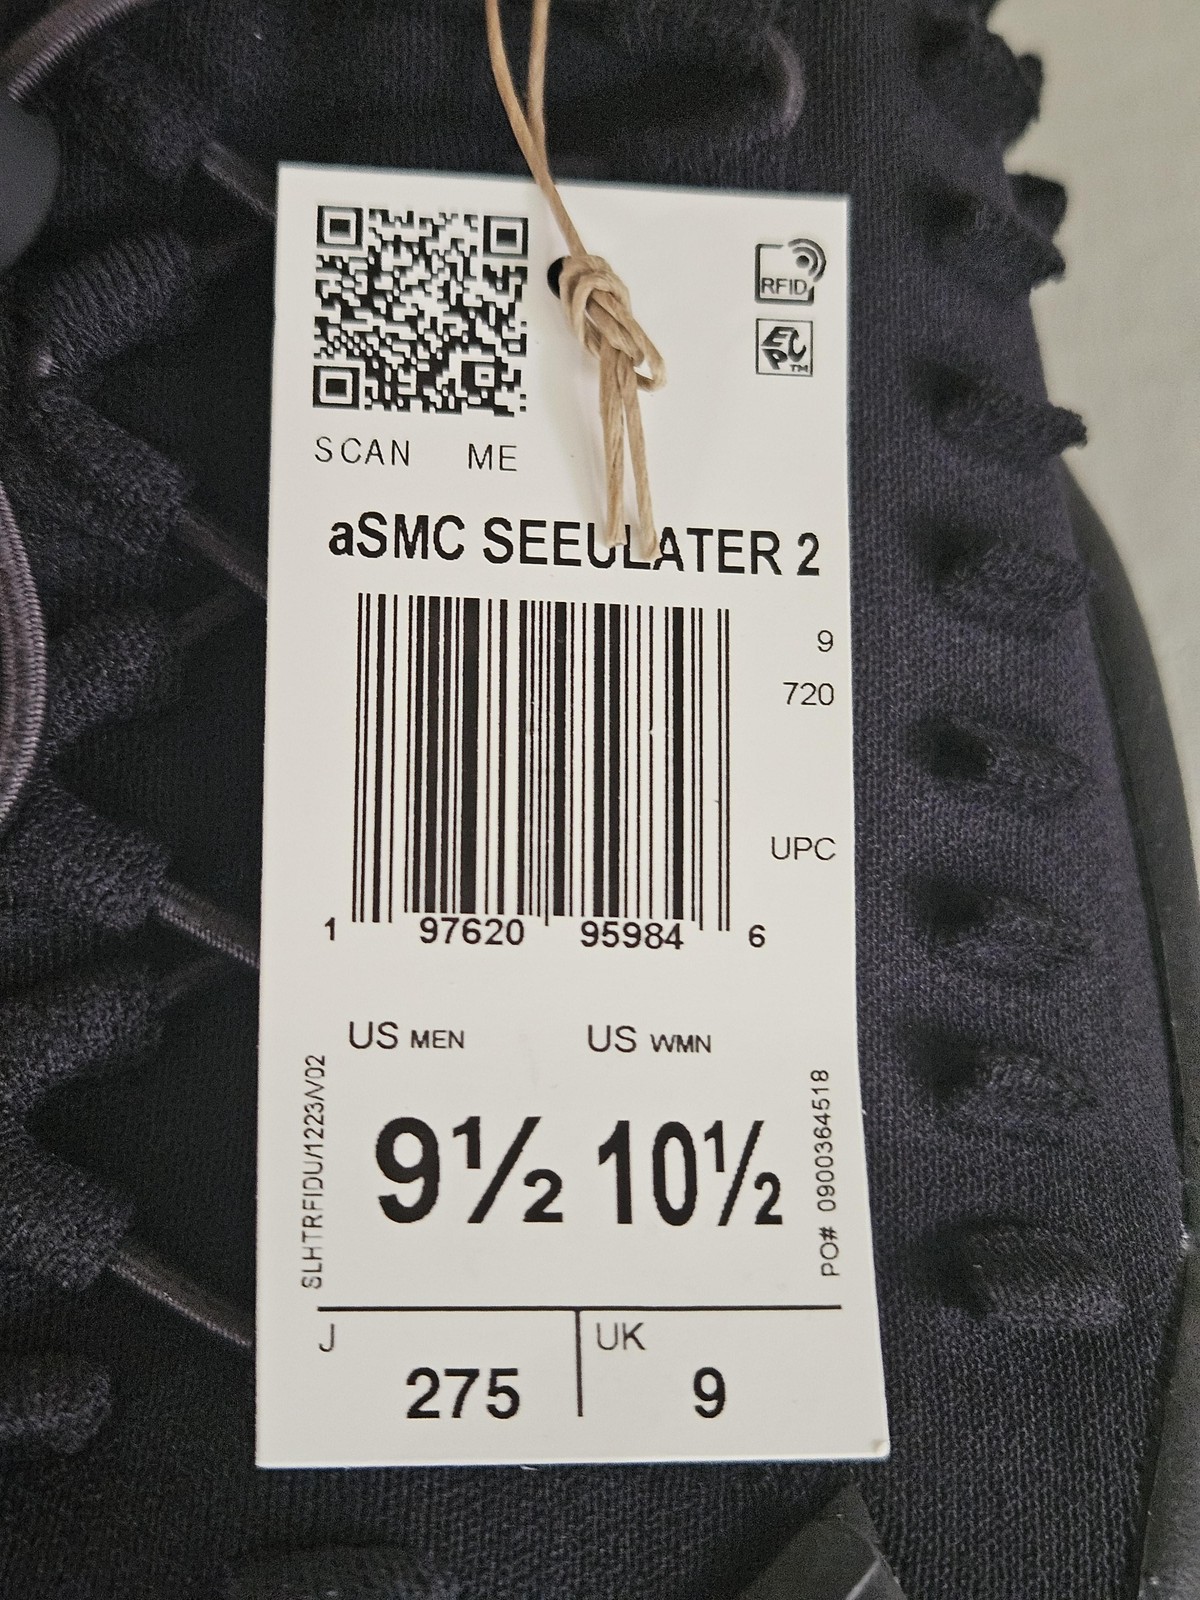 RFID
EPC™
SCAN ME
aSMC SEEULATER 2
9
720
UPC
1 97620 95984 6
US MEN US WMN
9½ 10½
SLHTRFIDU/1223/V02
PO# 0900364518
J UK
275 9